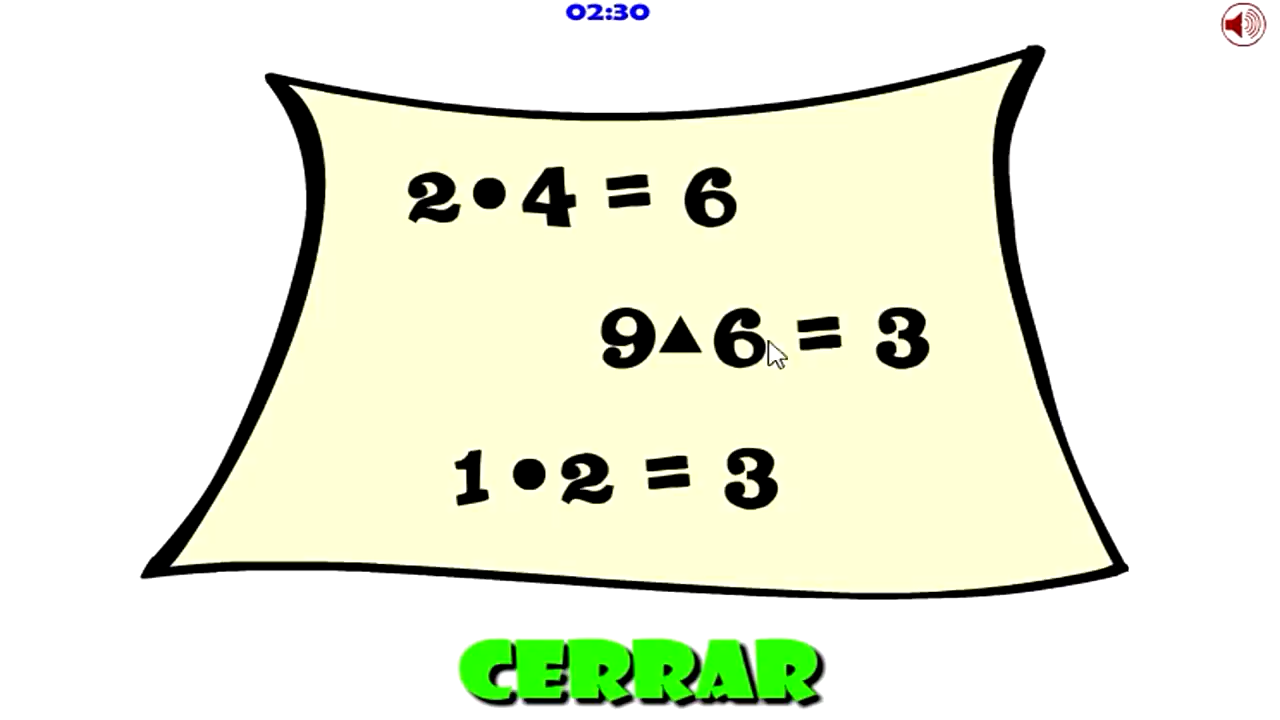 02:30
2•4 = 6
9▲6 = 3
1•2 = 3
CERRAR